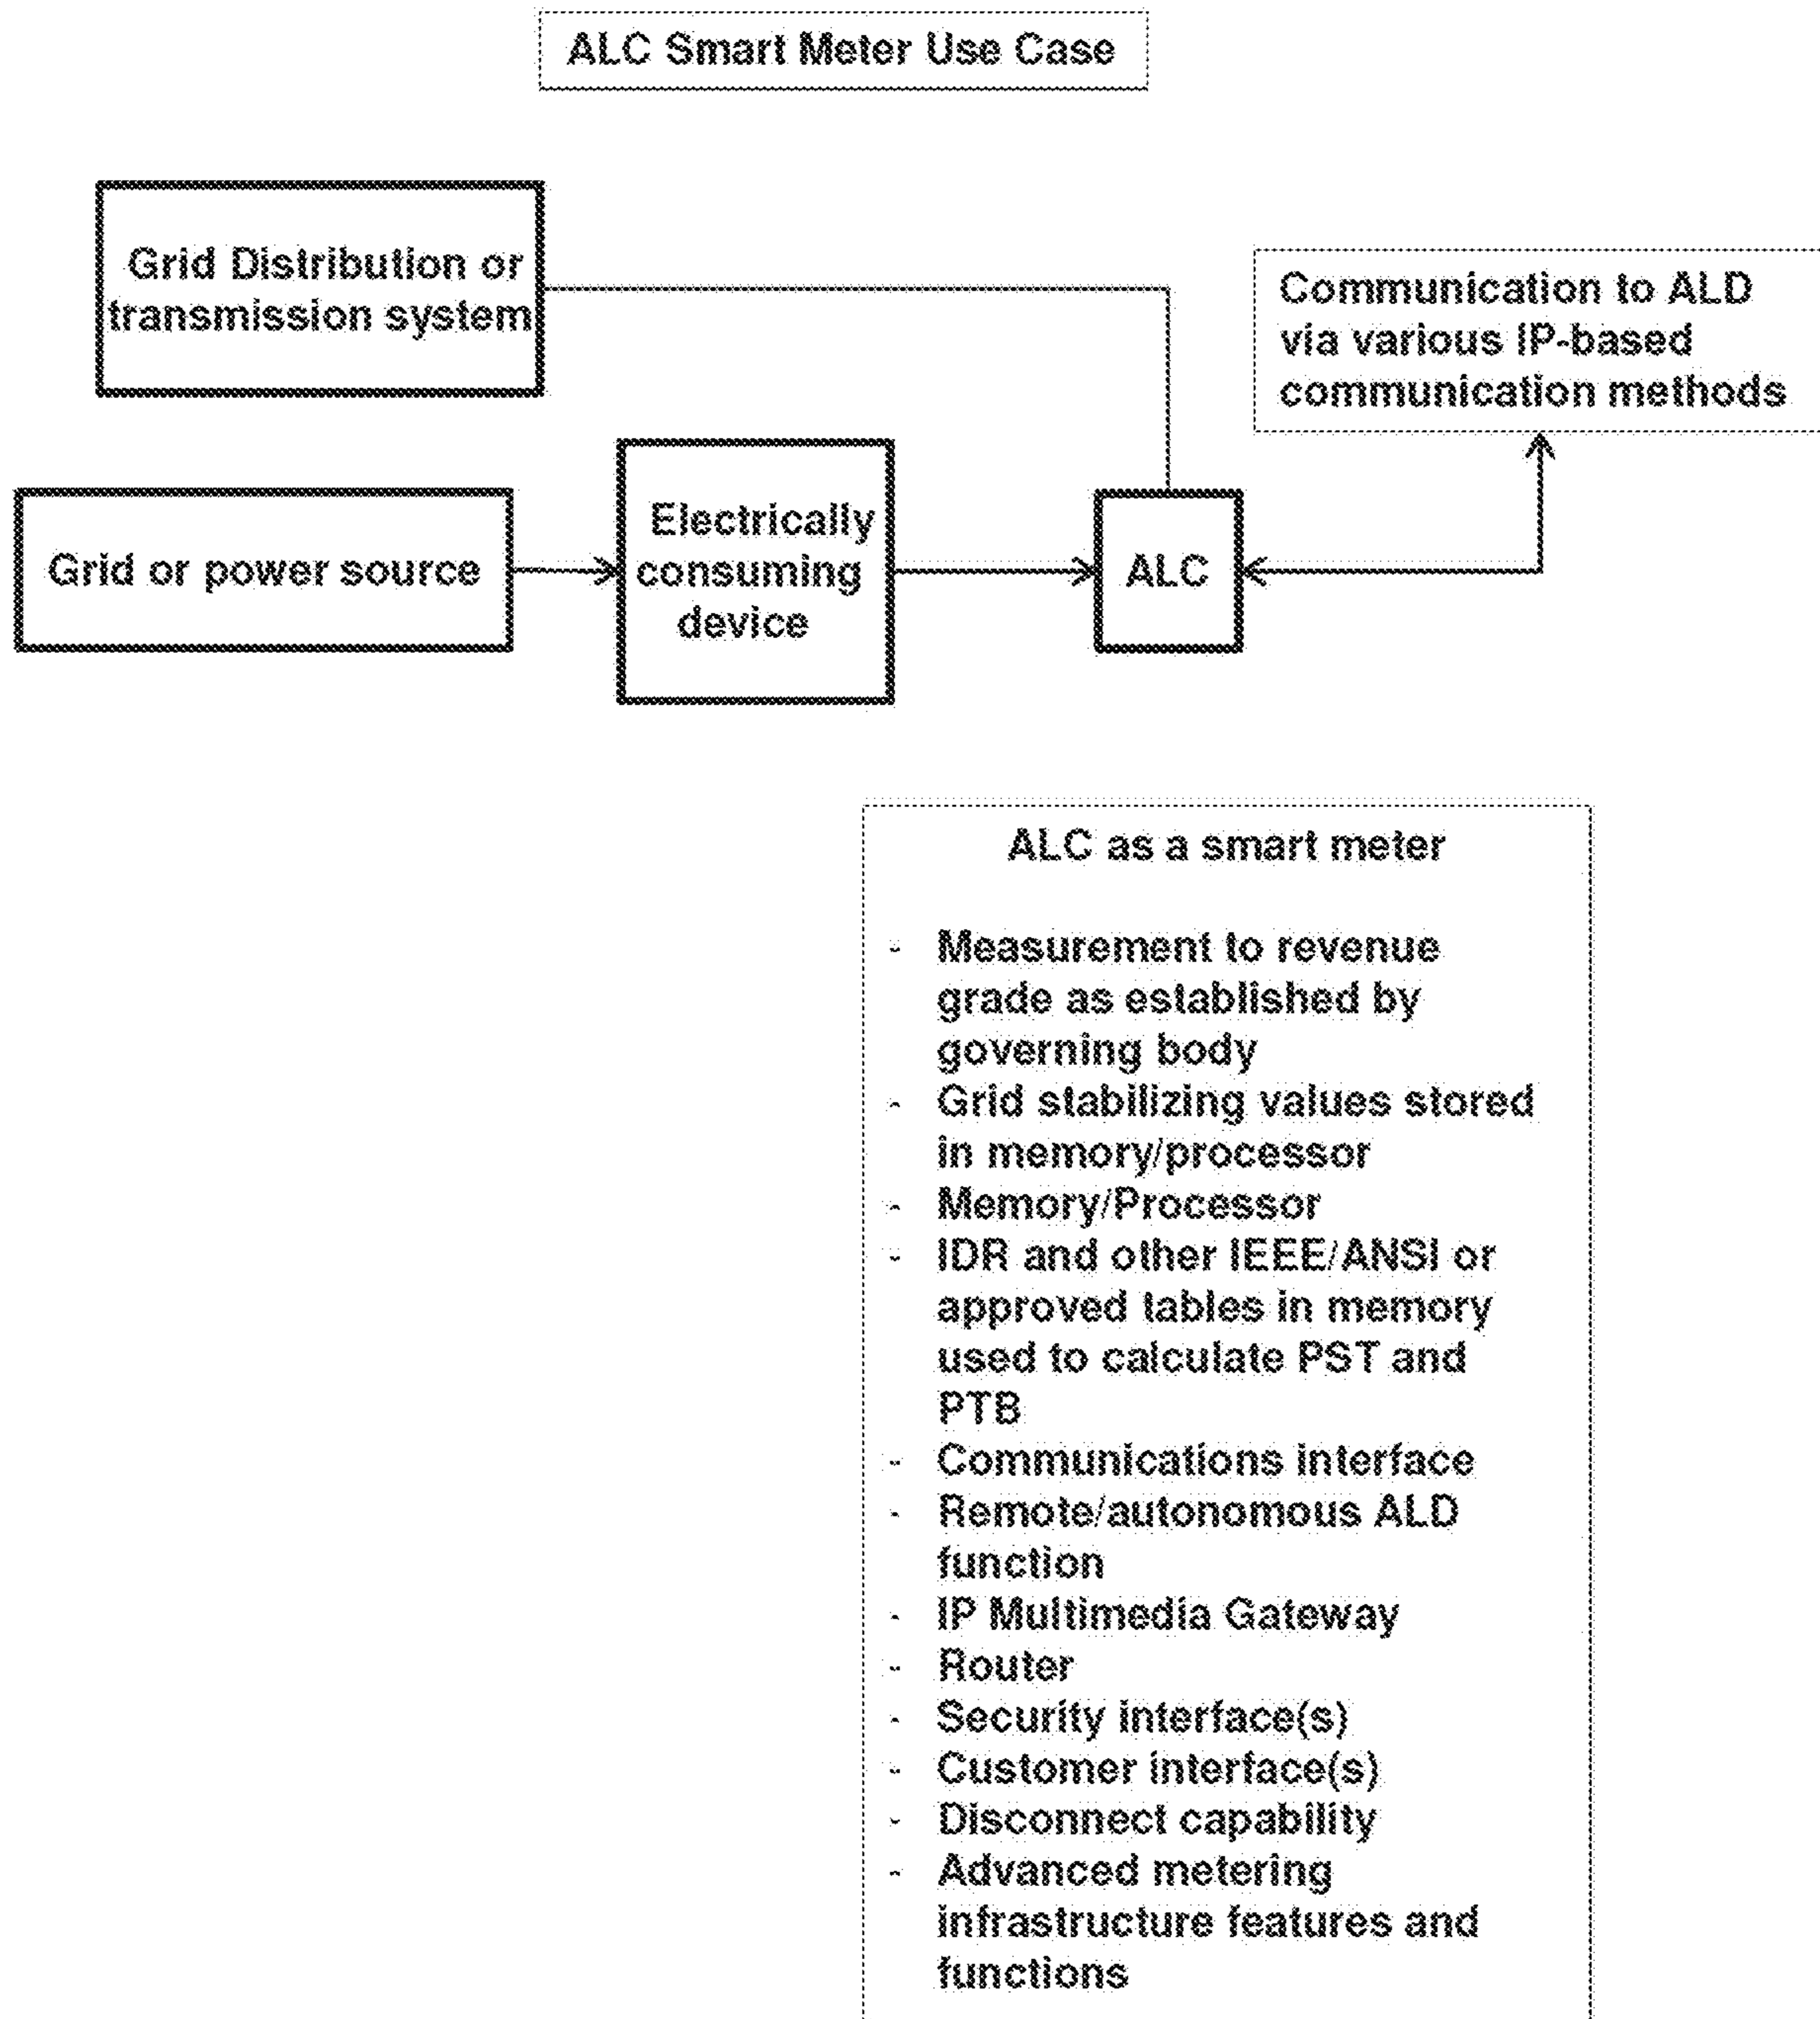 ALC Smart Meter Use Case
Grid Distribution or
transmission system
Communication to ALD
via various IP-based
communication methods
Grid or power source
Electrically
consuming
device
ALC
ALC as a smart meter
- Measurement to revenue
grade as established by
governing body
- Grid stabilizing values stored
in memory/processor
- Memory/Processor
- IDR and other IEEE/ANSI or
approved tables in memory
used to calculate PST and
PTB
- Communications interface
- Remote/autonomous ALD
function
- IP Multimedia Gateway
- Router
- Security interface(s)
- Customer interface(s)
- Disconnect capability
- Advanced metering
infrastructure features and
functions